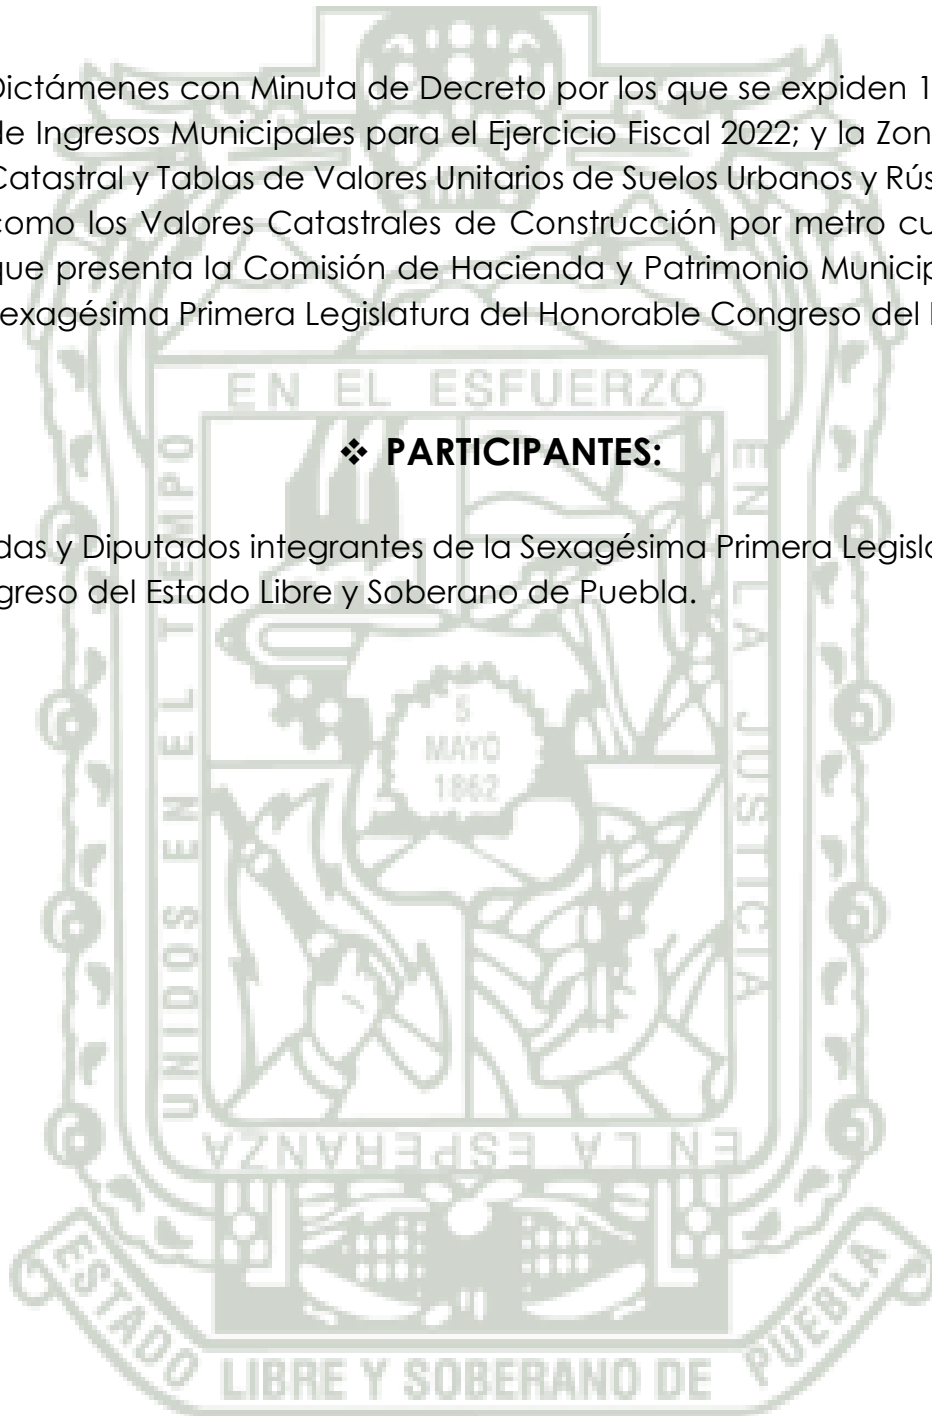 Dictámenes con Minuta de Decreto por los que se expiden 1
de Ingresos Municipales para el Ejercicio Fiscal 2022; y la Zon
Catastral y Tablas de Valores Unitarios de Suelos Urbanos y Rús
como los Valores Catastrales de Construcción por metro cu
que presenta la Comisión de Hacienda y Patrimonio Municip
exagésima Primera Legislatura del Honorable Congreso del
❖ PARTICIPANTES:
das y Diputados integrantes de la Sexagésima Primera Legisla
greso del Estado Libre y Soberano de Puebla.
EN EL ESFUERZO
EN LA JUSTICIA
EN LA ESPERANZA
UNIDOS EN EL TIEMPO
5
MAYO
1862
ESTADO LIBRE Y SOBERANO DE PUEBLA